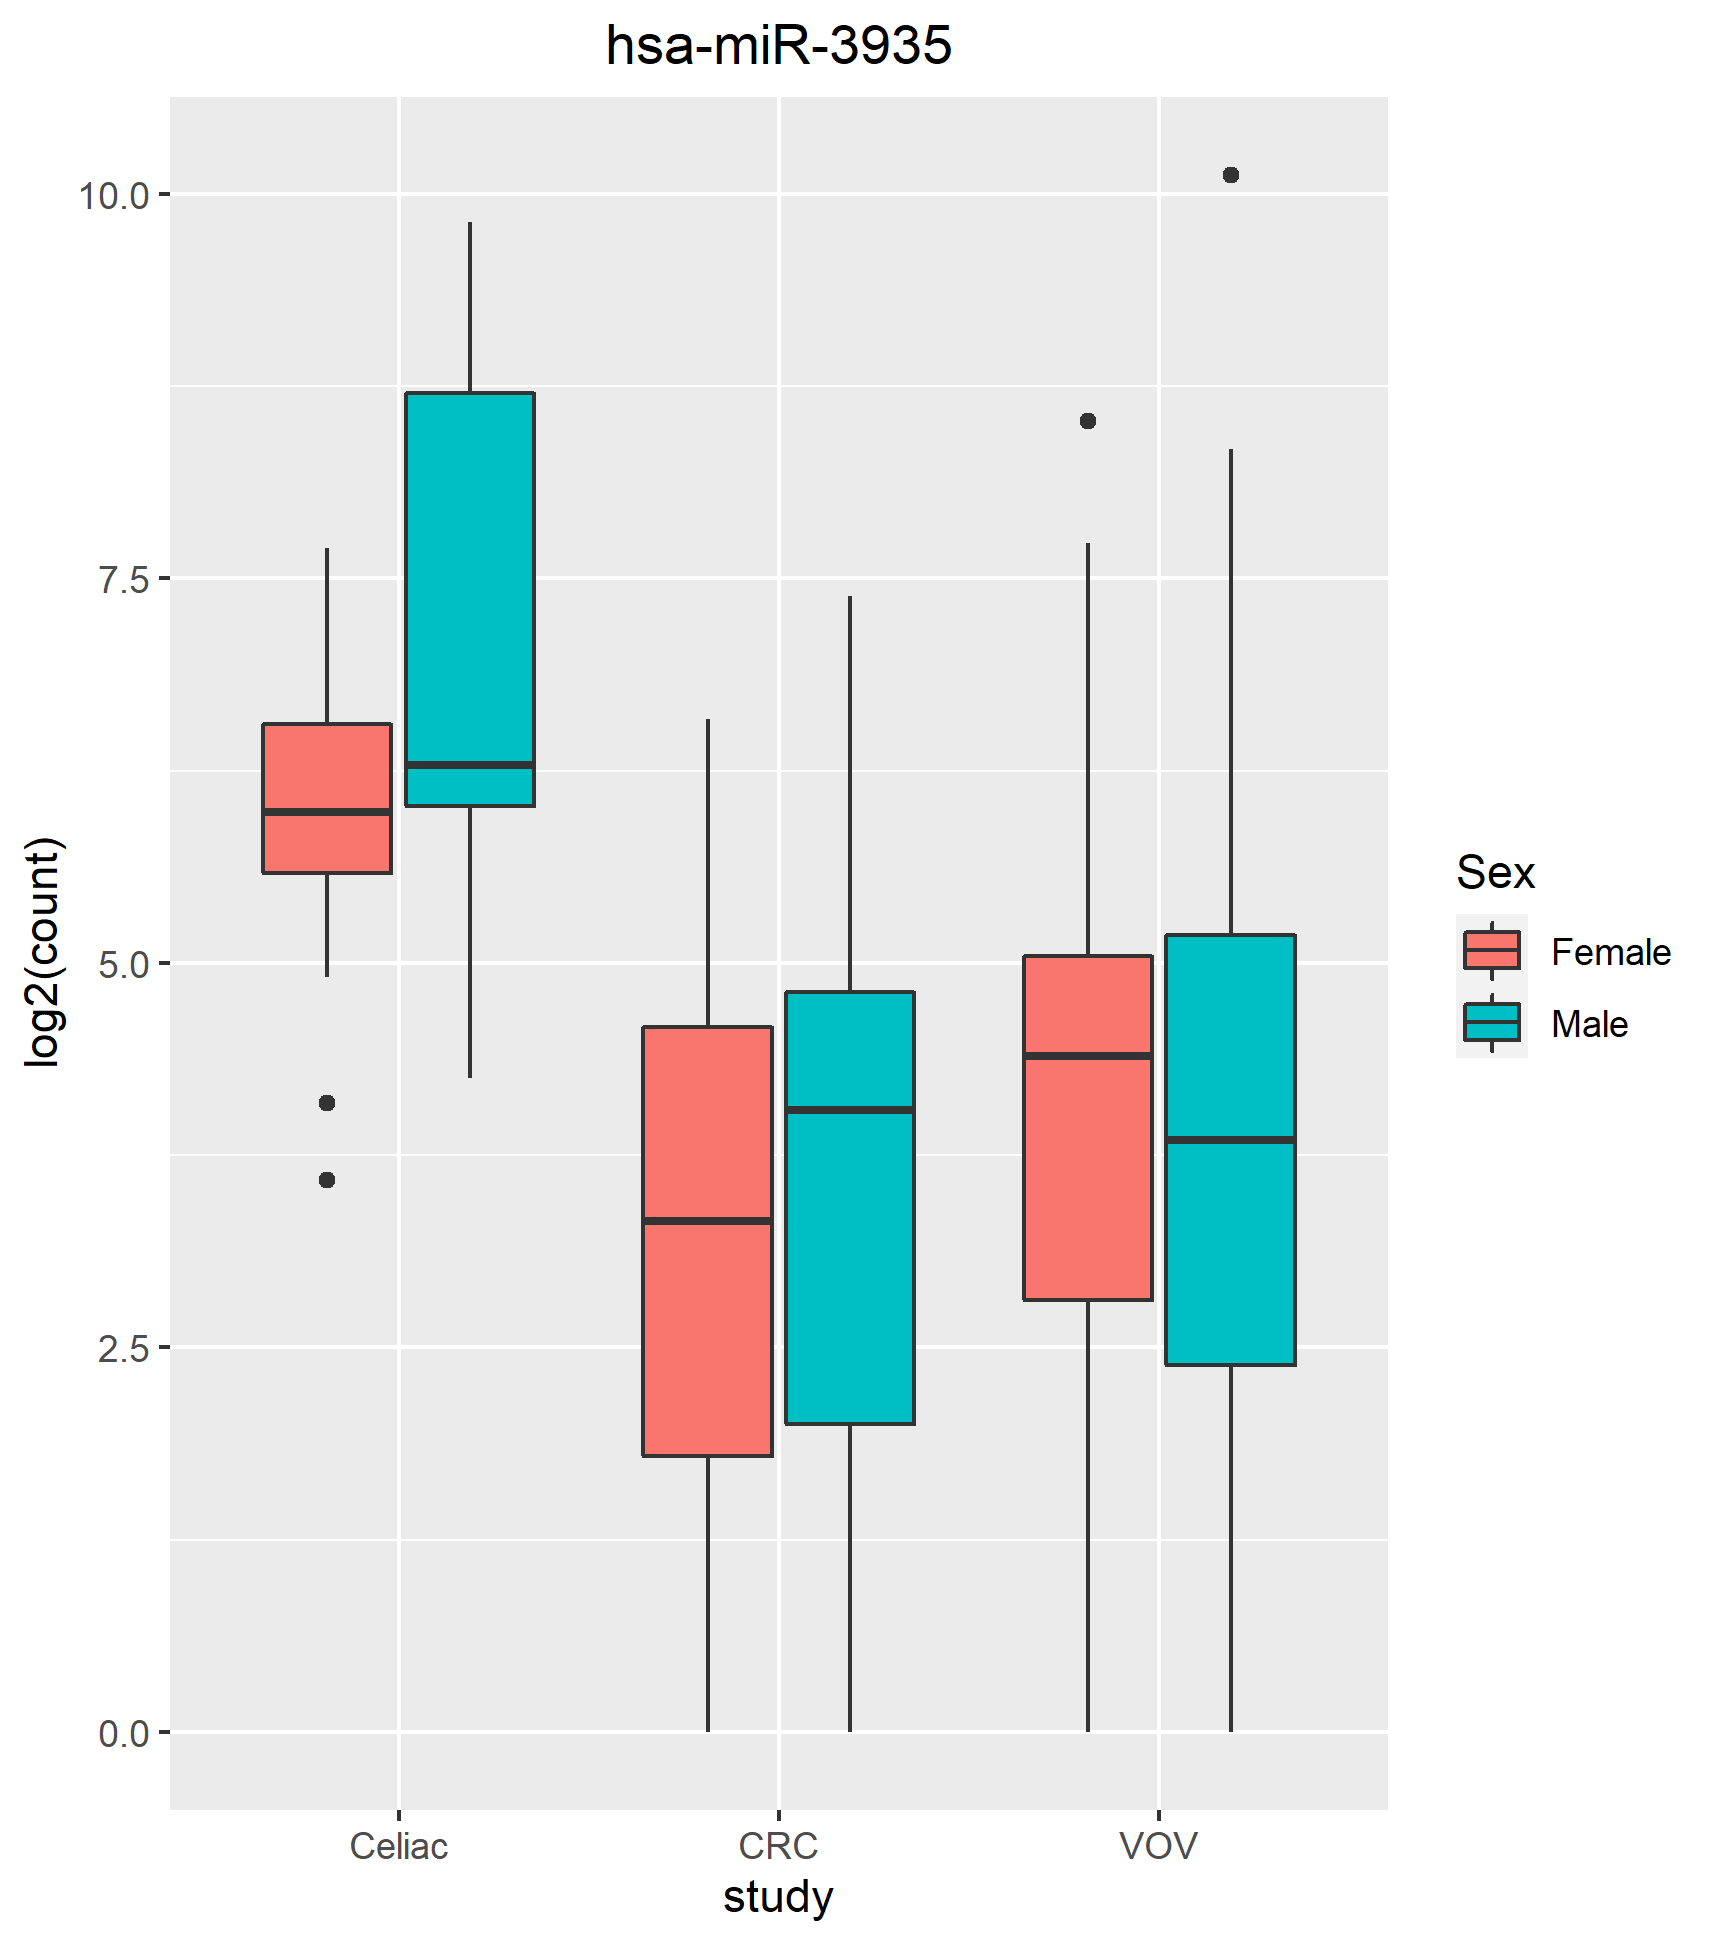 hsa-miR-3935
log2(count)
10.0
7.5
5.0
2.5
0.0
Celiac CRC VOV
study
Sex
Female
Male